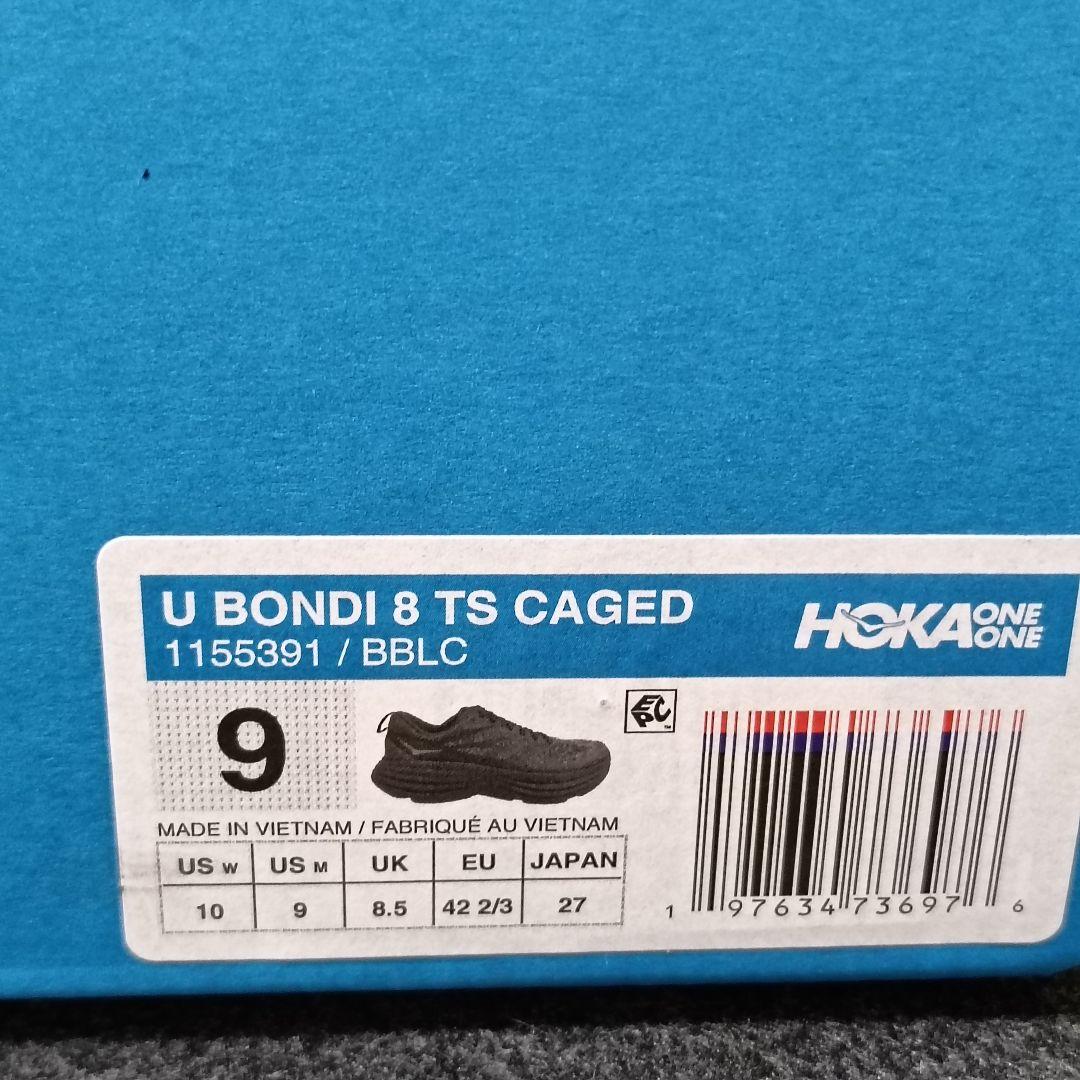 U BONDI 8 TS CAGED
1155391 / BBLC
HOKA ONE ONE
9
EPC™
MADE IN VIETNAM / FABRIQUÉ AU VIETNAM
US W US M UK EU JAPAN
10 9 8.5 42 2/3 27
1 97634 73697 6